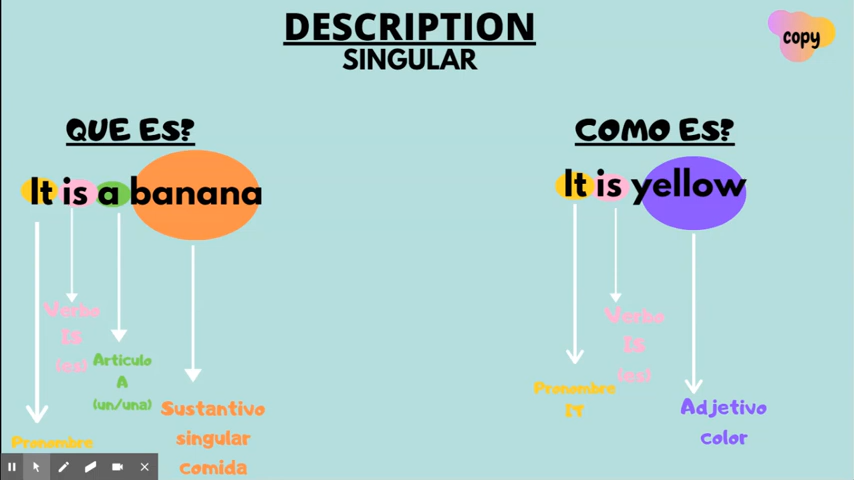 DESCRIPTION
SINGULAR
copy
QUE ES?
It is a banana
Verbo
IS
(es)
Articulo
A
(un/una)
Sustantivo
singular
comida
Pronombre
COMO ES?
It is yellow
Verbo
Is
(es)
Pronombre
IT
Adjetivo
color